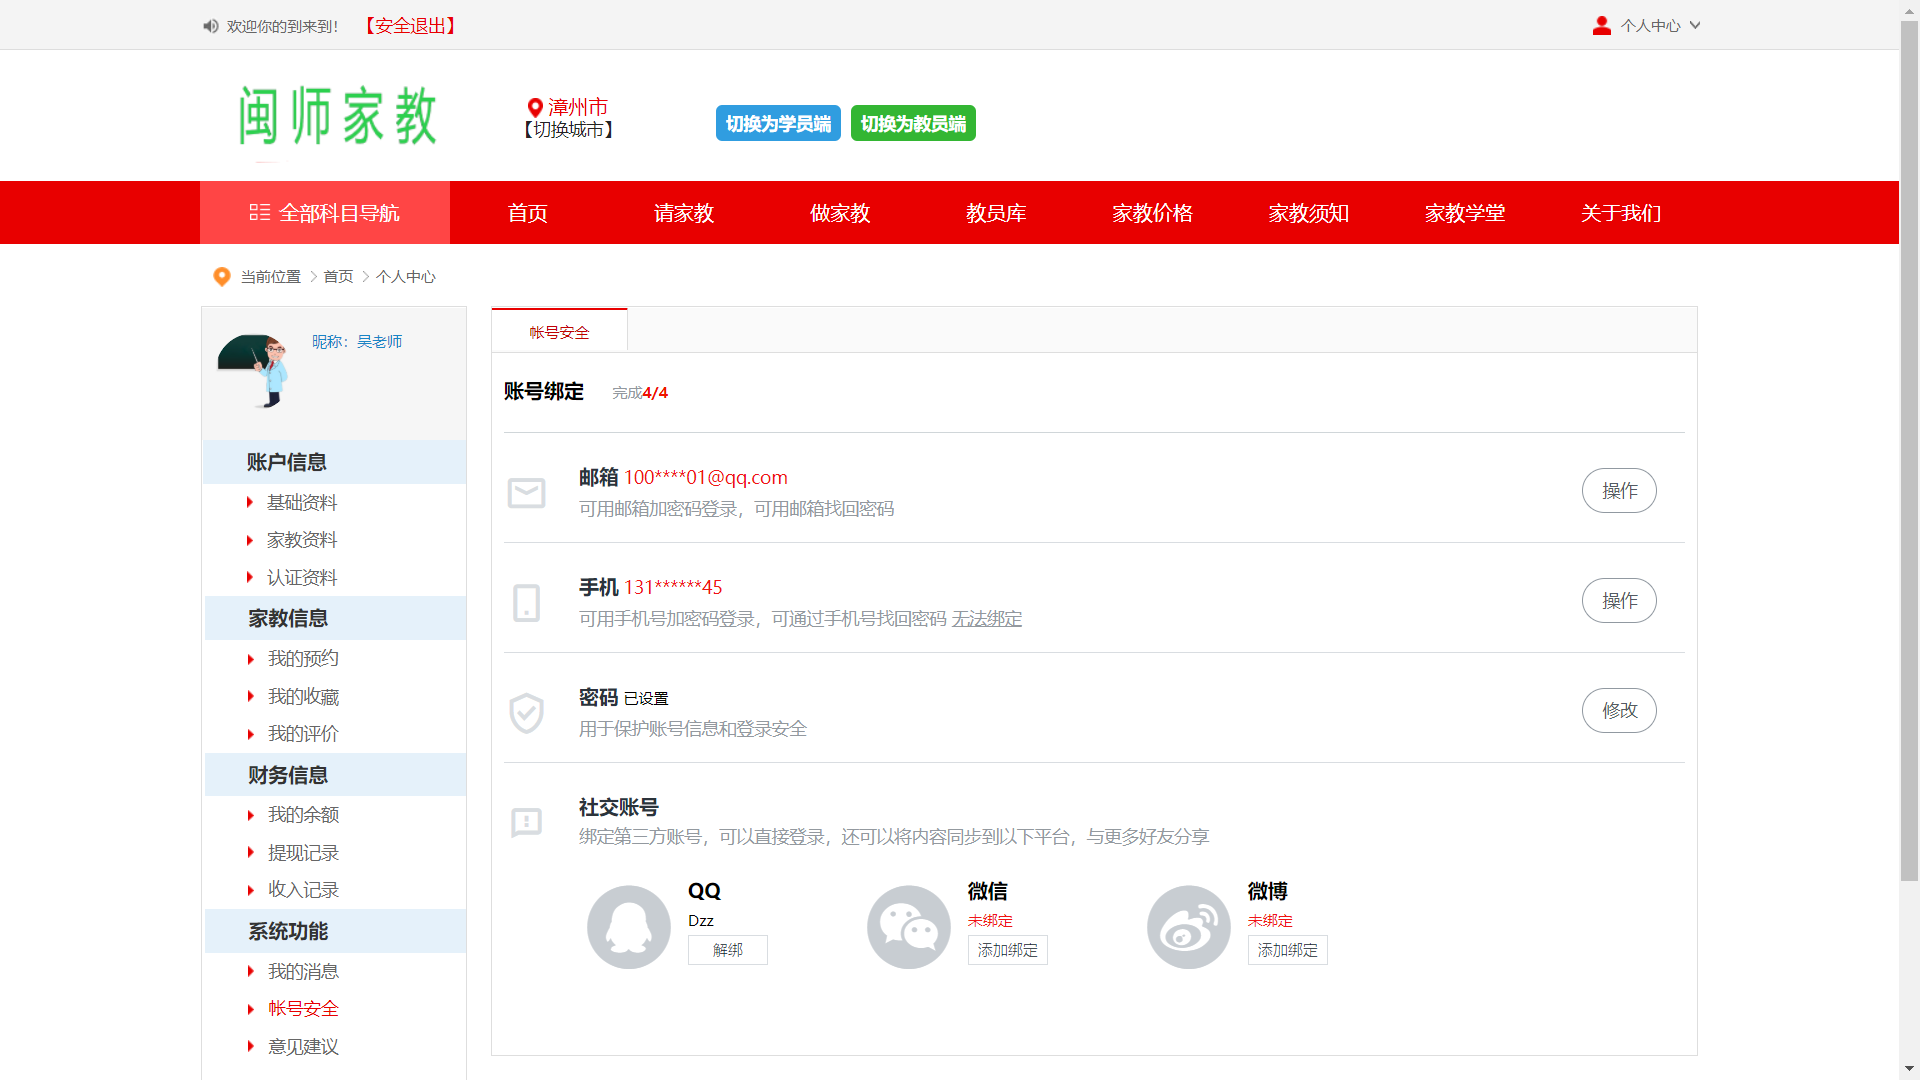 欢迎你的到来到！ 【安全退出】 个人中心
闽师家教
漳州市
【切换城市】
切换为学员端 切换为教员端
全部科目导航 首页 请家教 做家教 教员库 家教价格 家教须知 家教学堂 关于我们
当前位置 首页 个人中心
昵称：吴老师
账户信息
基础资料
家教资料
认证资料
家教信息
我的预约
我的收藏
我的评价
财务信息
我的余额
提现记录
收入记录
系统功能
我的消息
帐号安全
意见建议
帐号安全
账号绑定 完成4/4
邮箱 100****01@qq.com
可用邮箱加密码登录，可用邮箱找回密码
操作
手机 131******45
可用手机号加密码登录，可通过手机号找回密码 无法绑定
操作
密码 已设置
用于保护账号信息和登录安全
修改
社交账号
绑定第三方账号，可以直接登录，还可以将内容同步到以下平台，与更多好友分享
QQ
Dzz
解绑
微信
未绑定
添加绑定
微博
未绑定
添加绑定